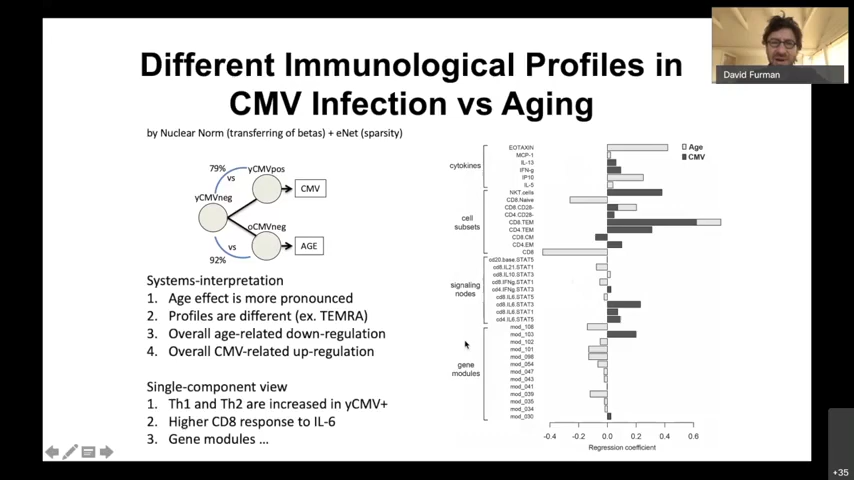 Different Immunological Profiles in
CMV Infection vs Aging
David Furman
by Nuclear Norm (transferring of betas) + eNet (sparsity)
79%
vs
yCMVpos
CMV
yCMVneg
oCMVneg
vs
AGE
92%
Systems-interpretation
1. Age effect is more pronounced
2. Profiles are different (ex. TEMRA)
3. Overall age-related down-regulation
4. Overall CMV-related up-regulation
Single-component view
1. Th1 and Th2 are increased in yCMV+
2. Higher CD8 response to IL-6
3. Gene modules ...
Age
CMV
cytokines
EOTAXIN
MCP-1
IL-13
IFN-g
IP10
IL-5
cell
subsets
NKT.cells
CD8.Naive
CD8.CD28-
CD4.CD28-
CD8.TEM
CD4.TEM
CD8.CM
CD4.EM
CD8
signaling
nodes
cd20.base.STAT5
cd8.IL21.STAT1
cd8.IL10.STAT3
cd8.IFNg.STAT1
cd4.IFNg.STAT3
cd8.IL6.STAT5
cd8.IL6.STAT3
cd8.IL6.STAT1
cd4.IL6.STAT5
gene
modules
mod_108
mod_103
mod_102
mod_101
mod_098
mod_054
mod_047
mod_043
mod_041
mod_039
mod_035
mod_034
mod_030
-0.4 -0.2 0.0 0.2 0.4 0.6
Regression coefficient
+35